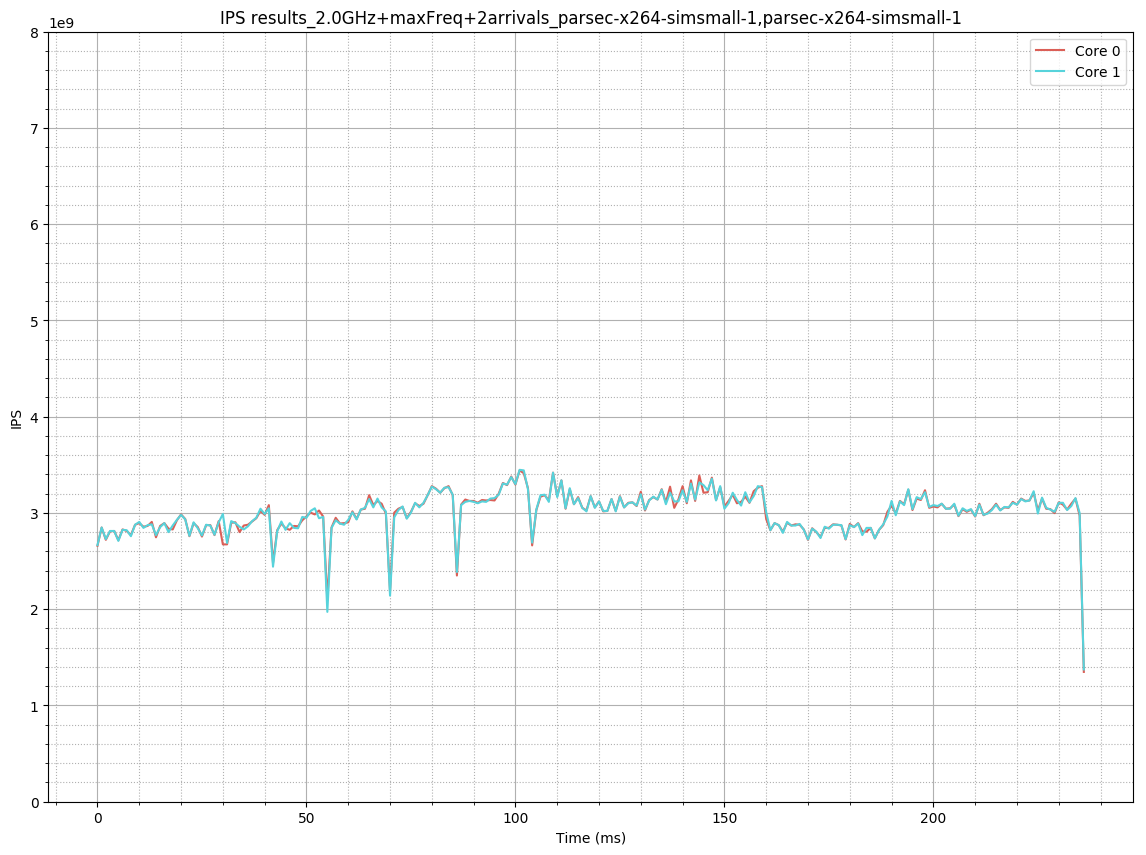 IPS results_2.0GHz+maxFreq+2arrivals_parsec-x264-simsmall-1,parsec-x264-simsmall-1
1e9
8
7
6
5
4
3
2
1
0
IPS
Core 0
Core 1
0 50 100 150 200
Time (ms)